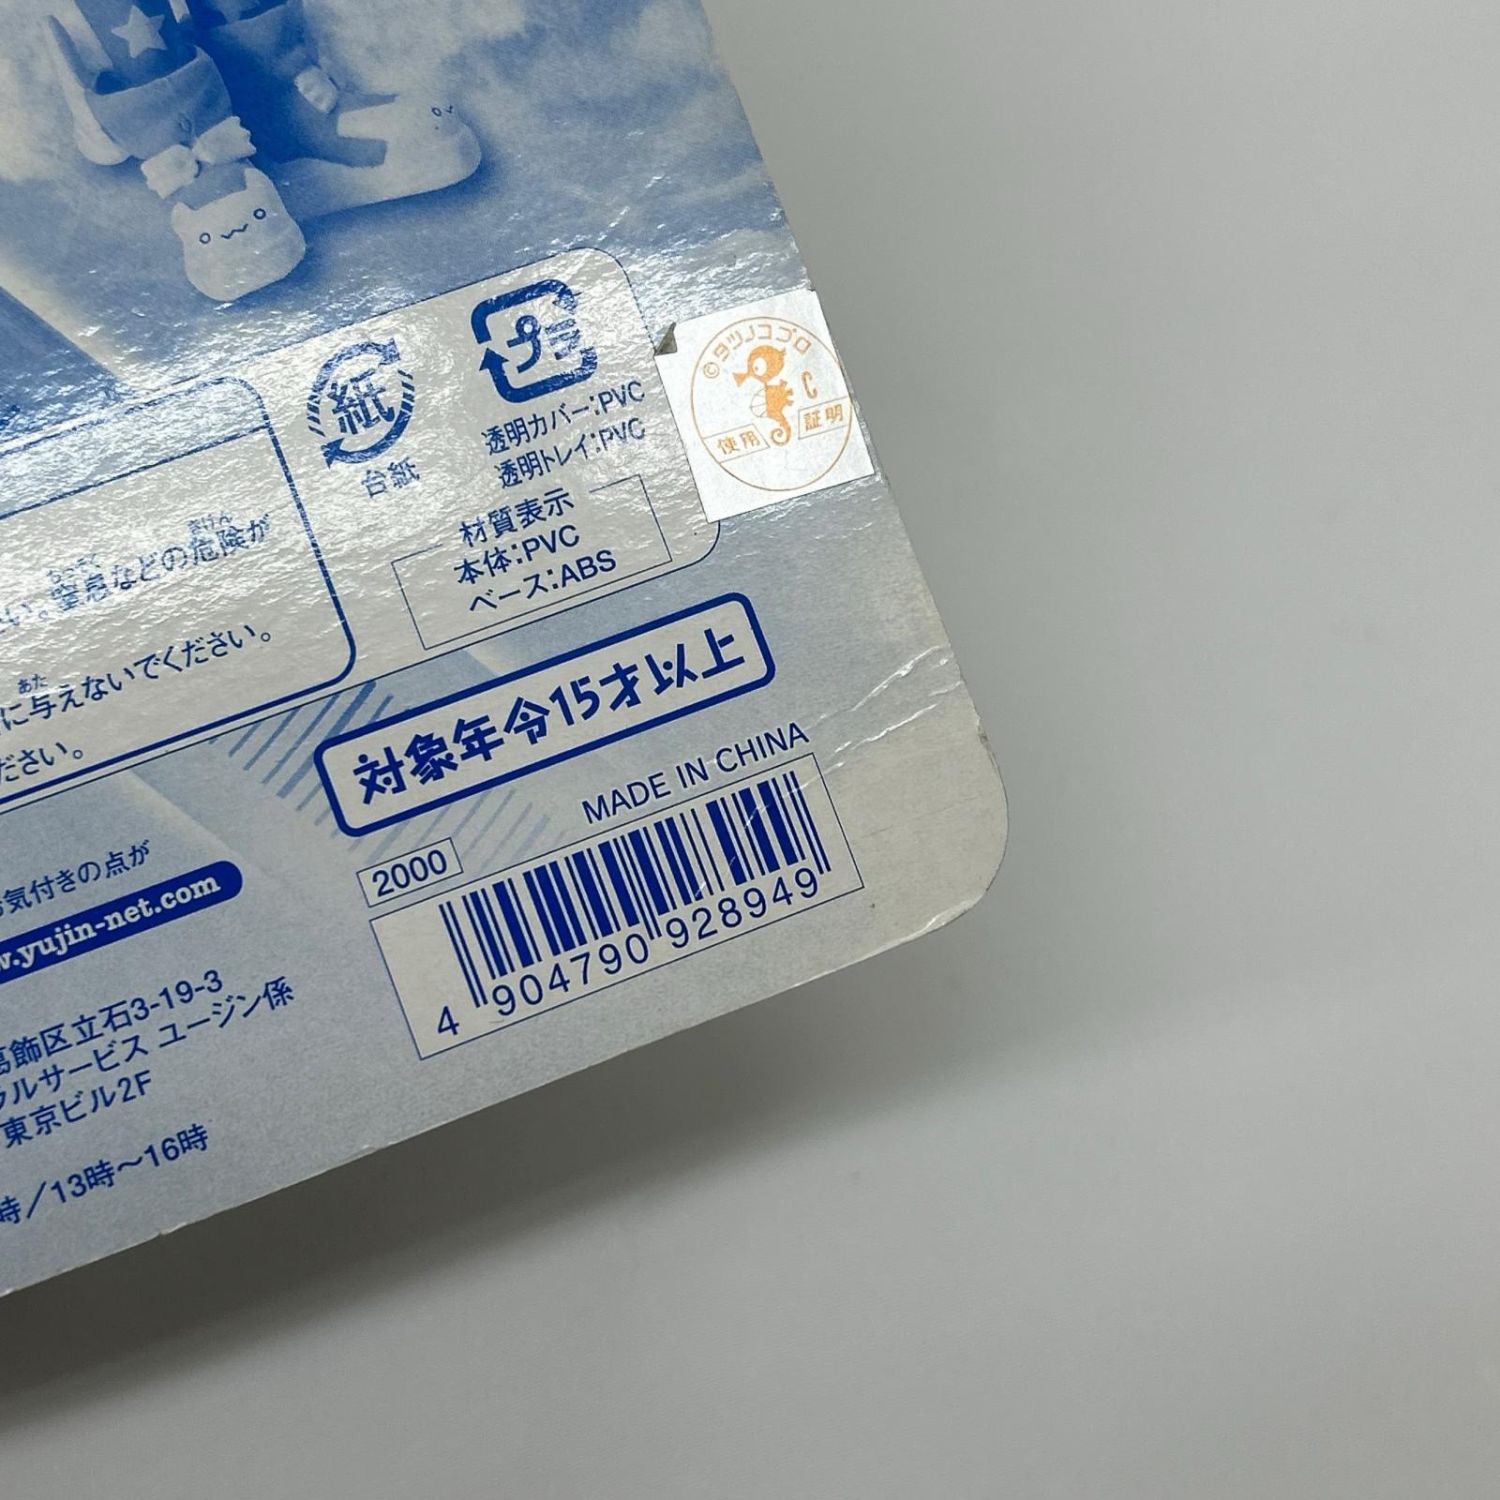 ©タツノコプロ
C
使用
証明
紙
台紙
プラ
透明カバー:PVC
透明トレイ:PVC
材質表示
本体:PVC
ベース:ABS
きけん
い。窒息などの危険が
あた
に与えないでください。
ださい。
対象年令15才以上
MADE IN CHINA
2000
4 904790 928949
気付きの点が
w.yujin-net.com
葛飾区立石3-19-3
ルサービス ユージン係
東京ビル2F
時/13時～16時